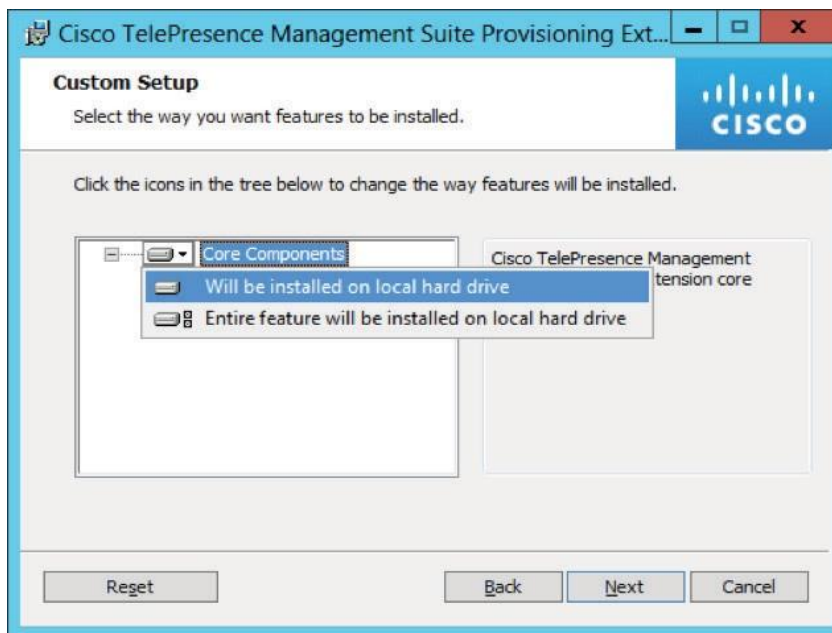 Cisco TelePresence Management Suite Provisioning Ext...
Custom Setup
Select the way you want features to be installed.
CISCO
Click the icons in the tree below to change the way features will be installed.
Core Components
Will be installed on local hard drive
Entire feature will be installed on local hard drive
Cisco TelePresence Management
tension core
Reset
Back
Next
Cancel